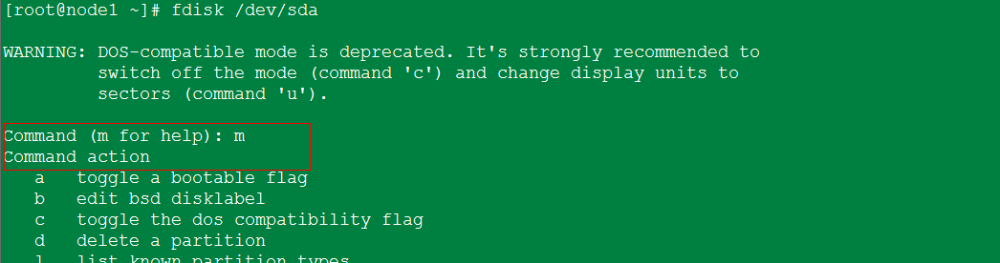 [root@node1 ~]# fdisk /dev/sda
WARNING: DOS-compatible mode is deprecated. It's strongly recommended to
switch off the mode (command 'c') and change display units to
sectors (command 'u').
Command (m for help): m
Command action
a   toggle a bootable flag
b   edit bsd disklabel
c   toggle the dos compatibility flag
d   delete a partition
l   list known partition types